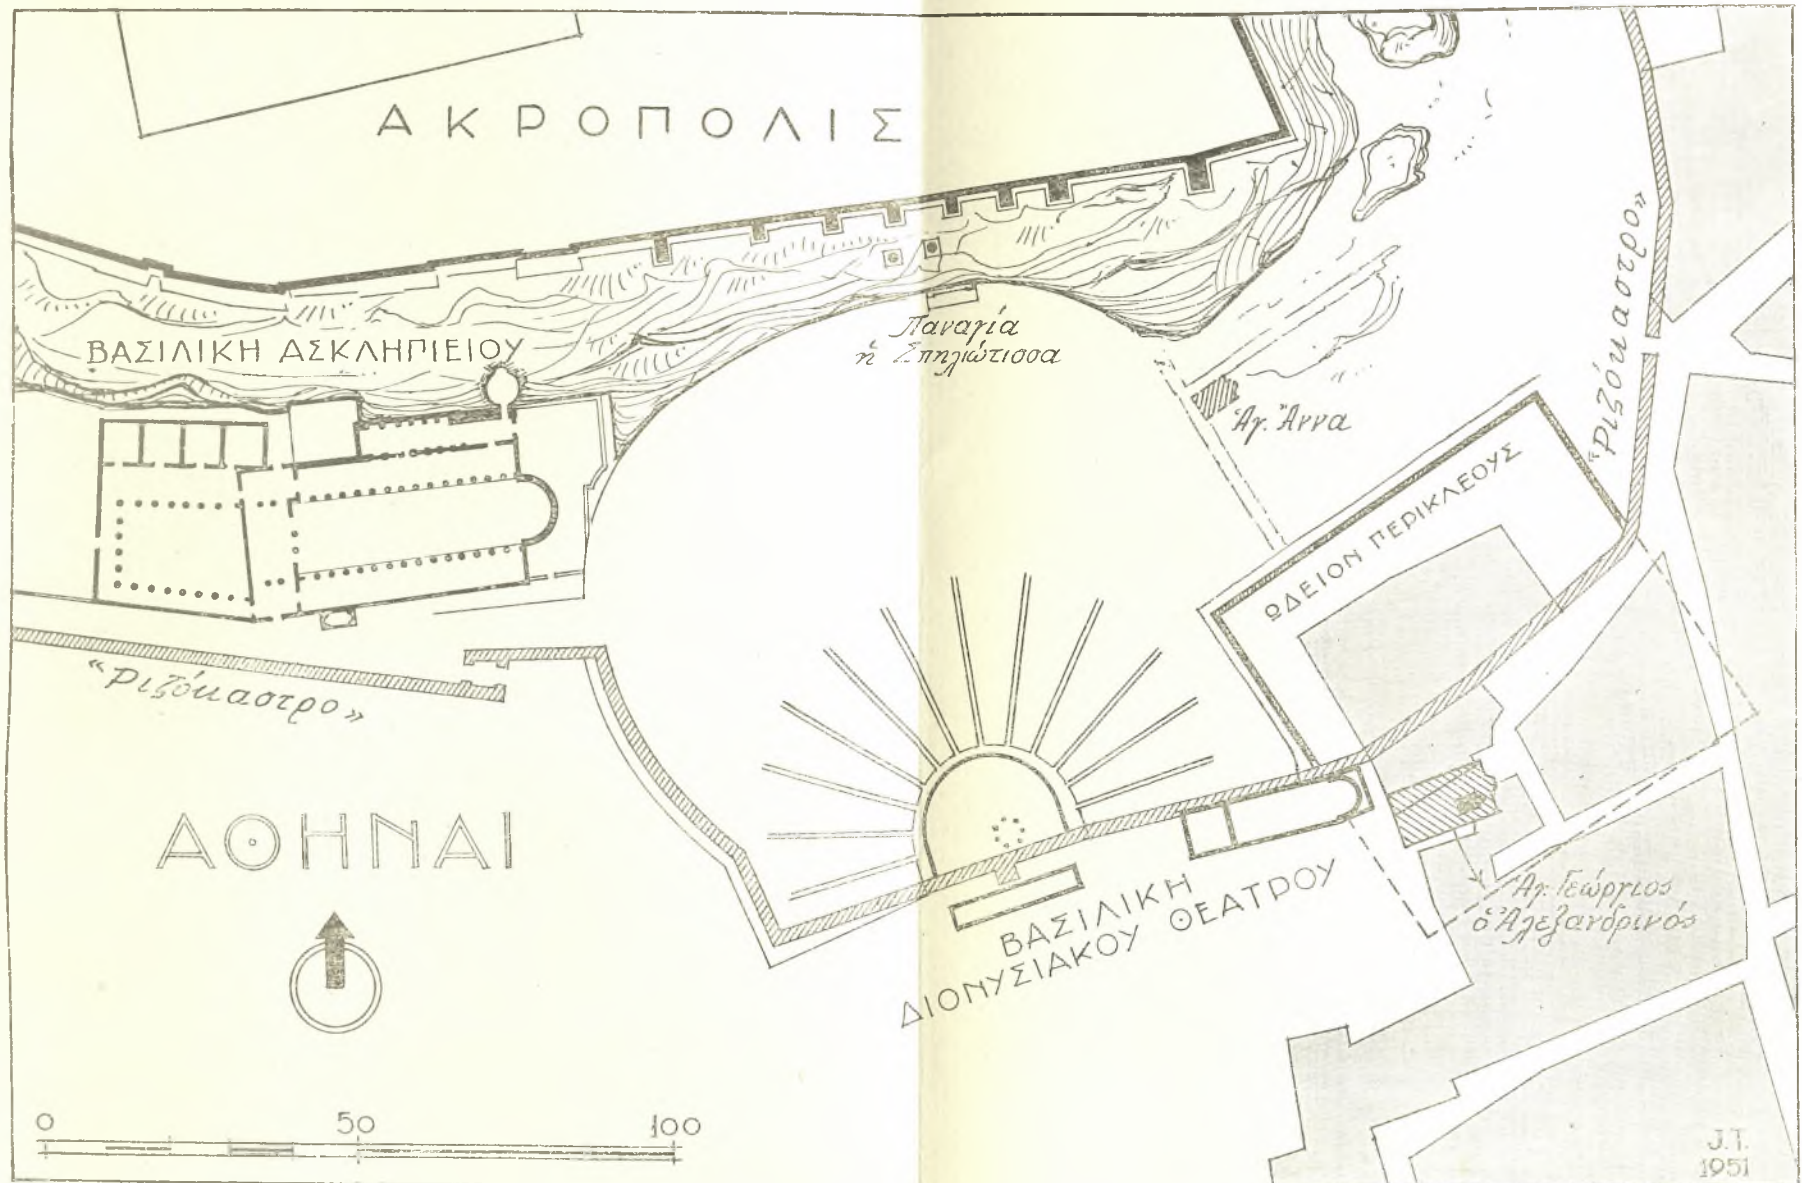 ΑΚΡΟΠΟΛΙΣ
«Ριζόκαστρο»
Παναγία
ἡ Σπηλιώτισσα
ΒΑΣΙΛΙΚΗ ΑΣΚΛΗΠΙΕΙΟΥ
Ἁγ. Ἄννα
ΩΔΕΙΟΝ ΠΕΡΙΚΛΕΟΥΣ
«Ριζόκαστρο»
ΑΘΗΝΑΙ
ΒΑΣΙΛΙΚΗ
ΔΙΟΝΥΣΙΑΚΟΥ ΘΕΑΤΡΟΥ
Ἁγ. Γεώργιος
ὁ Ἀλεξανδρινός
0 50 100
J.T.
1951